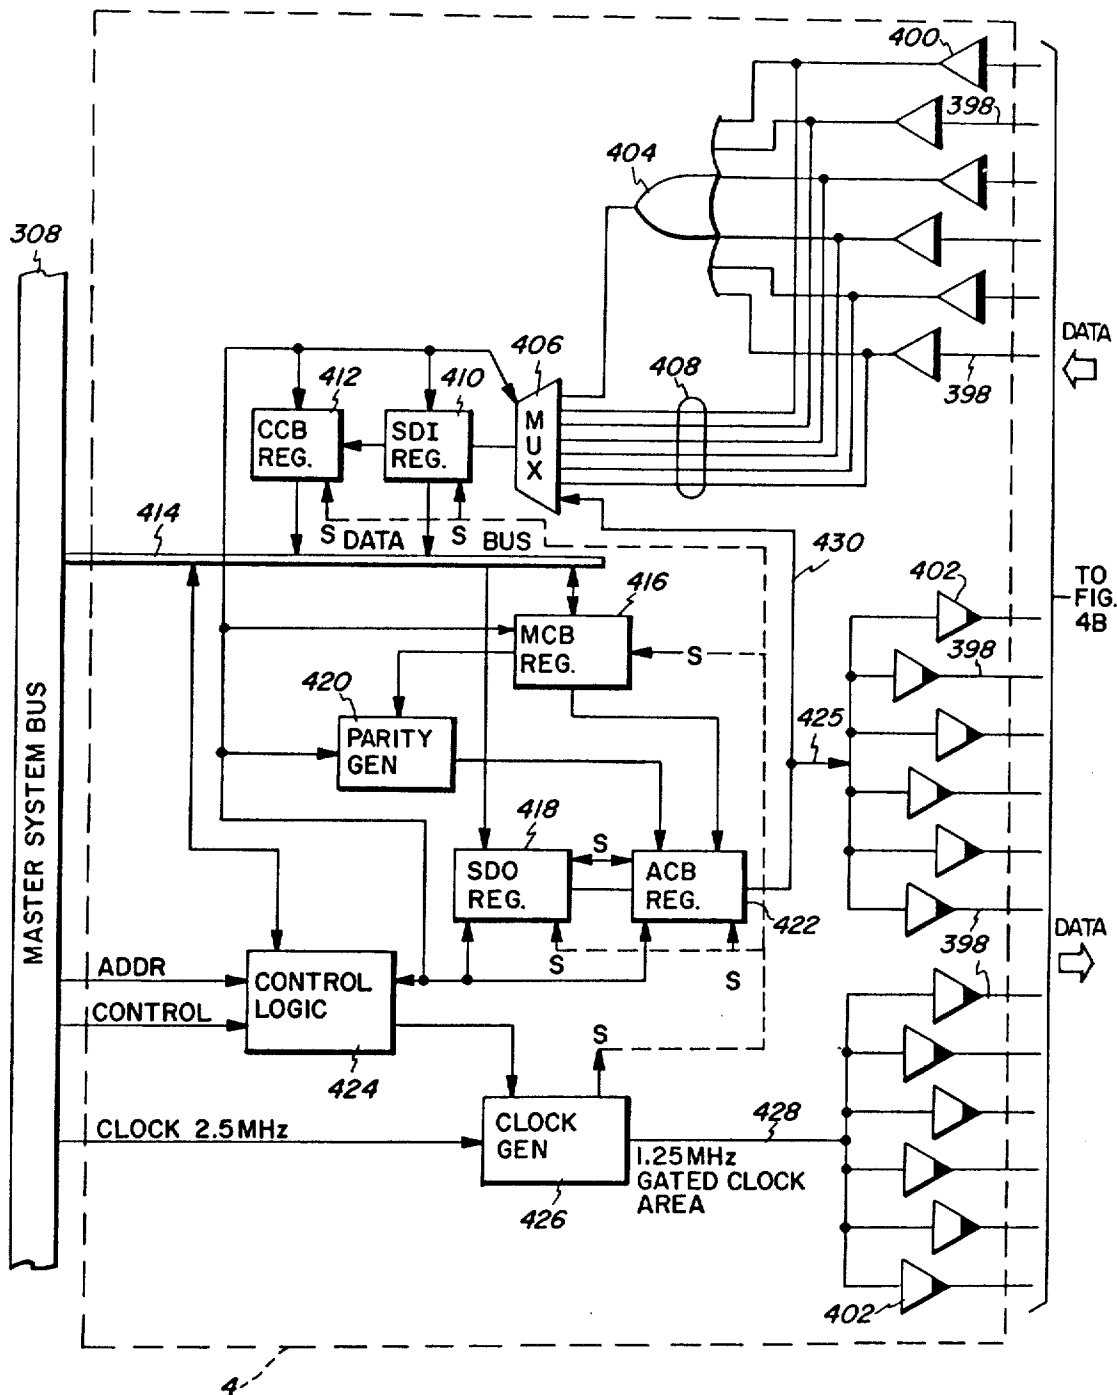 400
398
404
308
DATA
398
406
408
412
410
CCB
REG.
SDI
REG.
MUX
414
S
DATA
S
BUS
430
402
TO
FIG.
4B
416
MCB
REG.
S
398
420
PARITY
GEN
425
418
S
SDO
REG.
ACB
REG.
422
398
DATA
S
S
MASTER SYSTEM BUS
ADDR
CONTROL
LOGIC
398
CONTROL
424
S
CLOCK 2.5MHz
CLOCK
GEN
428
1.25MHz
GATED CLOCK
AREA
426
402
4